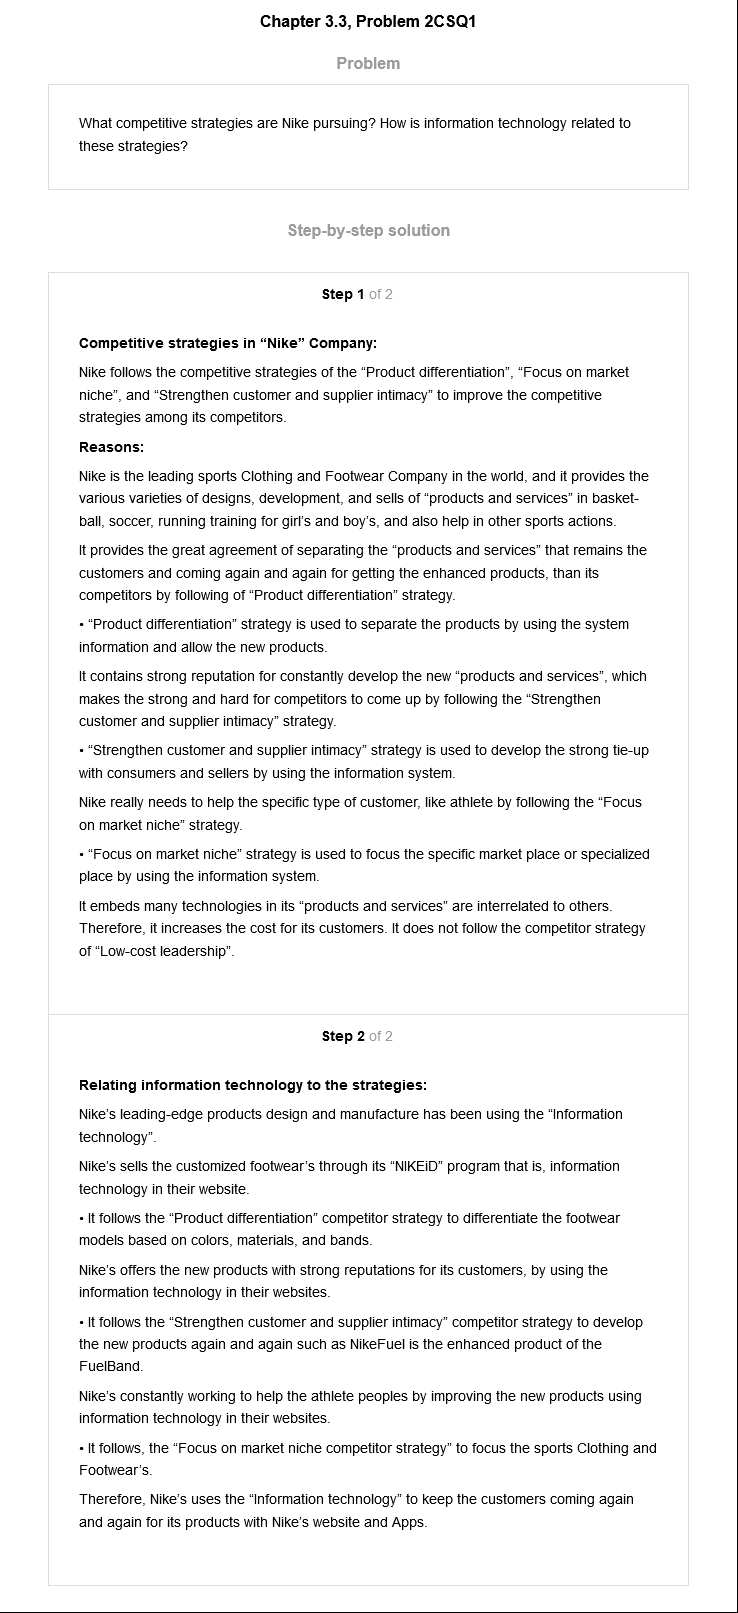 Chapter 3.3, Problem 2CSQ1
Problem
What competitive strategies are Nike pursuing? How is information technology related to
these strategies?
Step-by-step solution
Step 1 of 2
Competitive strategies in “Nike” Company:
Nike follows the competitive strategies of the “Product differentiation”, “Focus on market
niche”, and “Strengthen customer and supplier intimacy” to improve the competitive
strategies among its competitors.
Reasons:
Nike is the leading sports Clothing and Footwear Company in the world, and it provides the
various varieties of designs, development, and sells of “products and services” in basket-
ball, soccer, running training for girl’s and boy’s, and also help in other sports actions.
It provides the great agreement of separating the “products and services” that remains the
customers and coming again and again for getting the enhanced products, than its
competitors by following of “Product differentiation” strategy.
• “Product differentiation” strategy is used to separate the products by using the system
information and allow the new products.
It contains strong reputation for constantly develop the new “products and services”, which
makes the strong and hard for competitors to come up by following the “Strengthen
customer and supplier intimacy” strategy.
• “Strengthen customer and supplier intimacy” strategy is used to develop the strong tie-up
with consumers and sellers by using the information system.
Nike really needs to help the specific type of customer, like athlete by following the “Focus
on market niche” strategy.
• “Focus on market niche” strategy is used to focus the specific market place or specialized
place by using the information system.
It embeds many technologies in its “products and services” are interrelated to others.
Therefore, it increases the cost for its customers. It does not follow the competitor strategy
of “Low-cost leadership”.
Step 2 of 2
Relating information technology to the strategies:
Nike’s leading-edge products design and manufacture has been using the “Information
technology”.
Nike’s sells the customized footwear’s through its “NIKEiD” program that is, information
technology in their website.
• It follows the “Product differentiation” competitor strategy to differentiate the footwear
models based on colors, materials, and bands.
Nike’s offers the new products with strong reputations for its customers, by using the
information technology in their websites.
• It follows the “Strengthen customer and supplier intimacy” competitor strategy to develop
the new products again and again such as NikeFuel is the enhanced product of the
FuelBand.
Nike’s constantly working to help the athlete peoples by improving the new products using
information technology in their websites.
• It follows, the “Focus on market niche competitor strategy” to focus the sports Clothing and
Footwear’s.
Therefore, Nike’s uses the “Information technology” to keep the customers coming again
and again for its products with Nike’s website and Apps.